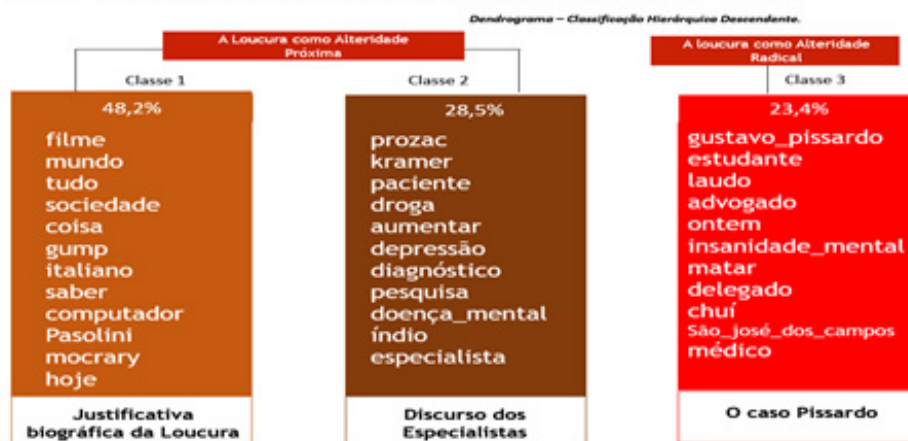 Dendrograma – Classificação Hierárquica Descendente.
A Loucura como Alteridade
Próxima
A loucura como Alteridade
Radical
Classe 1
48,2%
filme
mundo
tudo
sociedade
coisa
gump
italiano
saber
computador
Pasolini
mocrary
hoje
Justificativa
biográfica da Loucura
Classe 2
28,5%
prozac
kramer
paciente
droga
aumentar
depressão
diagnóstico
pesquisa
doença_mental
índio
especialista
Discurso dos
Especialistas
Classe 3
23,4%
gustavo_pissardo
estudante
laudo
advogado
ontem
insanidade_mental
matar
delegado
chuí
São_josé_dos_campos
médico
O caso Pissardo